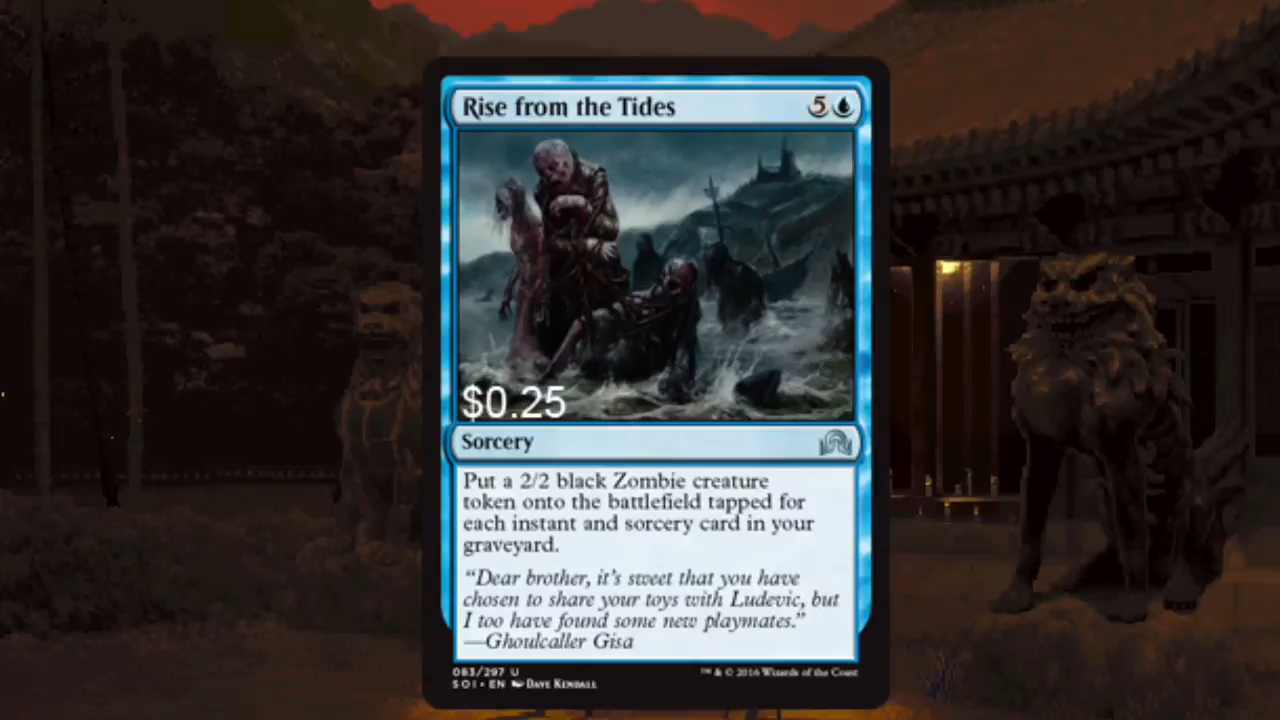 Rise from the Tides 5
$0.25
Sorcery
Put a 2/2 black Zombie creature
token onto the battlefield tapped for
each instant and sorcery card in your
graveyard.
“Dear brother, it’s sweet that you have
chosen to share your toys with Ludevic, but
I too have found some new playmates.”
—Ghoulcaller Gisa
083/297 U
SOI • EN DAVE KENDALL
™ & © 2016 Wizards of the Coast